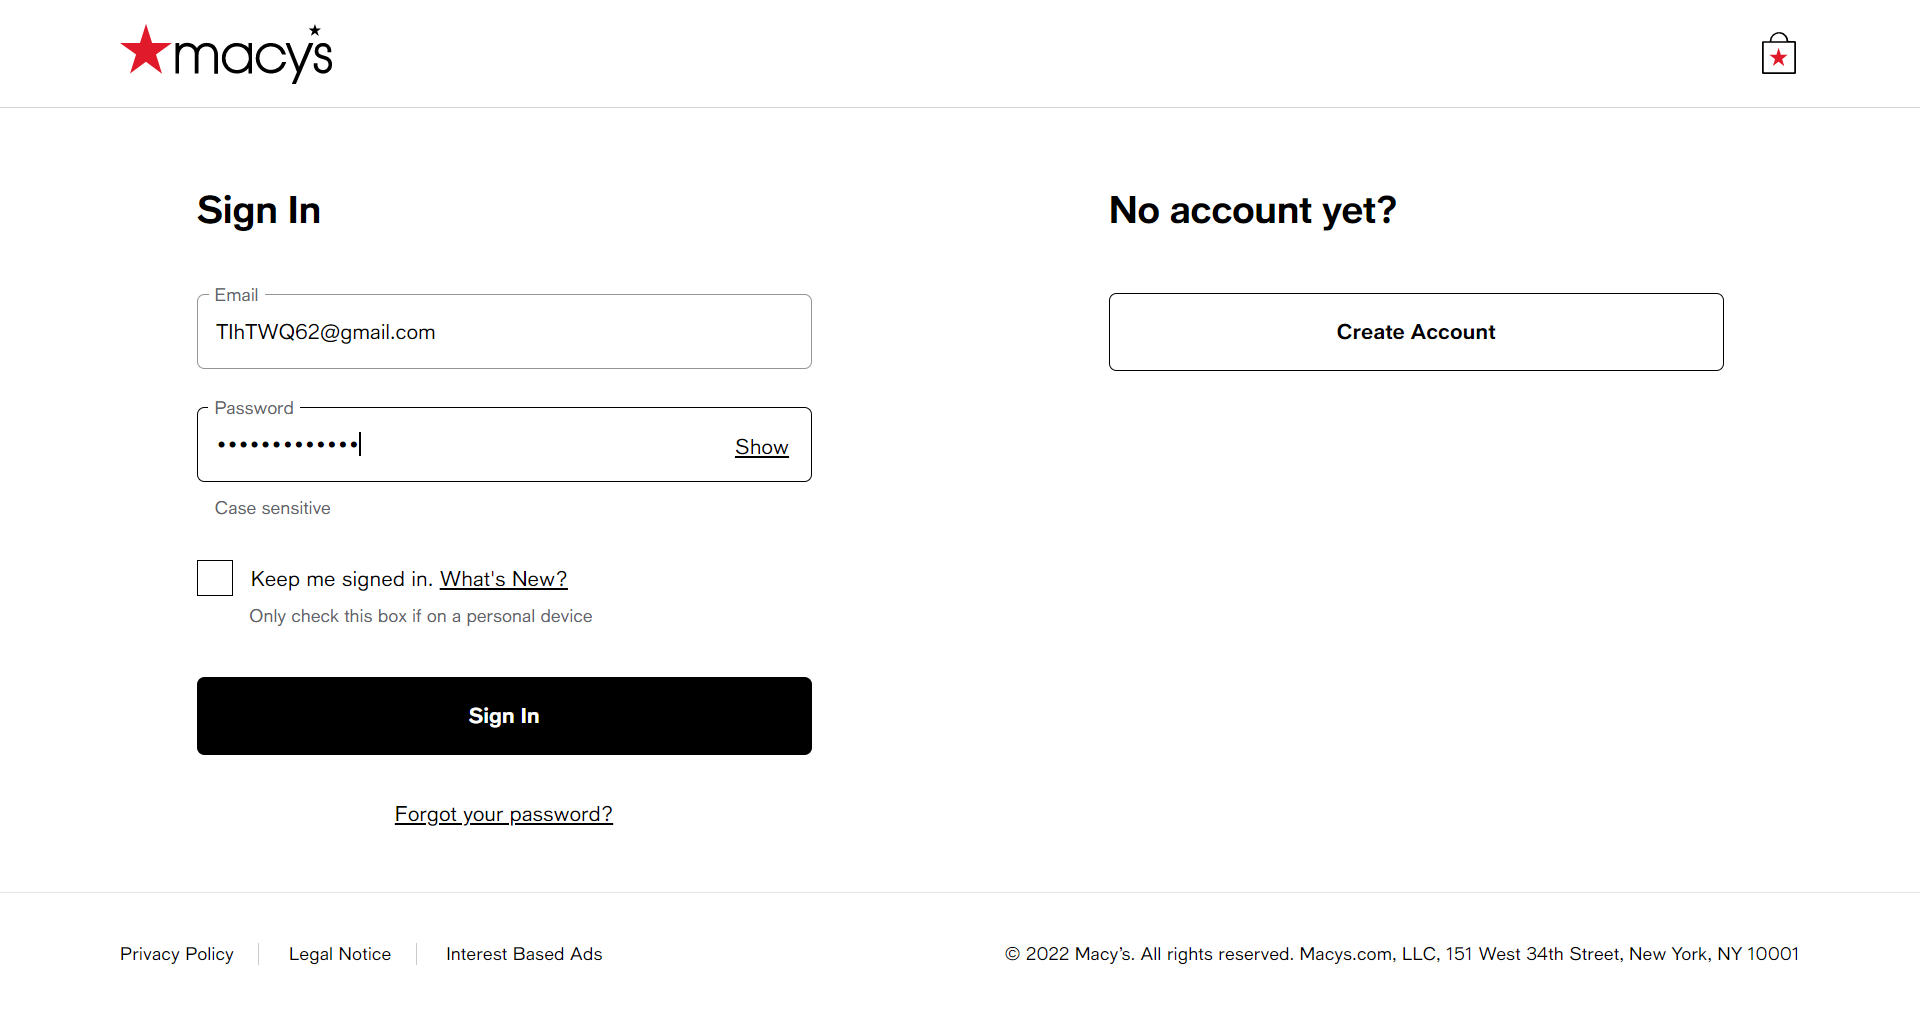 macy's
Sign In
Email
TlhTWQ62@gmail.com
Password
•••••••••••••
Show
Case sensitive
Keep me signed in. What's New?
Only check this box if on a personal device
Sign In
Forgot your password?
No account yet?
Create Account
Privacy Policy
Legal Notice
Interest Based Ads
© 2022 Macy’s. All rights reserved. Macys.com, LLC, 151 West 34th Street, New York, NY 10001